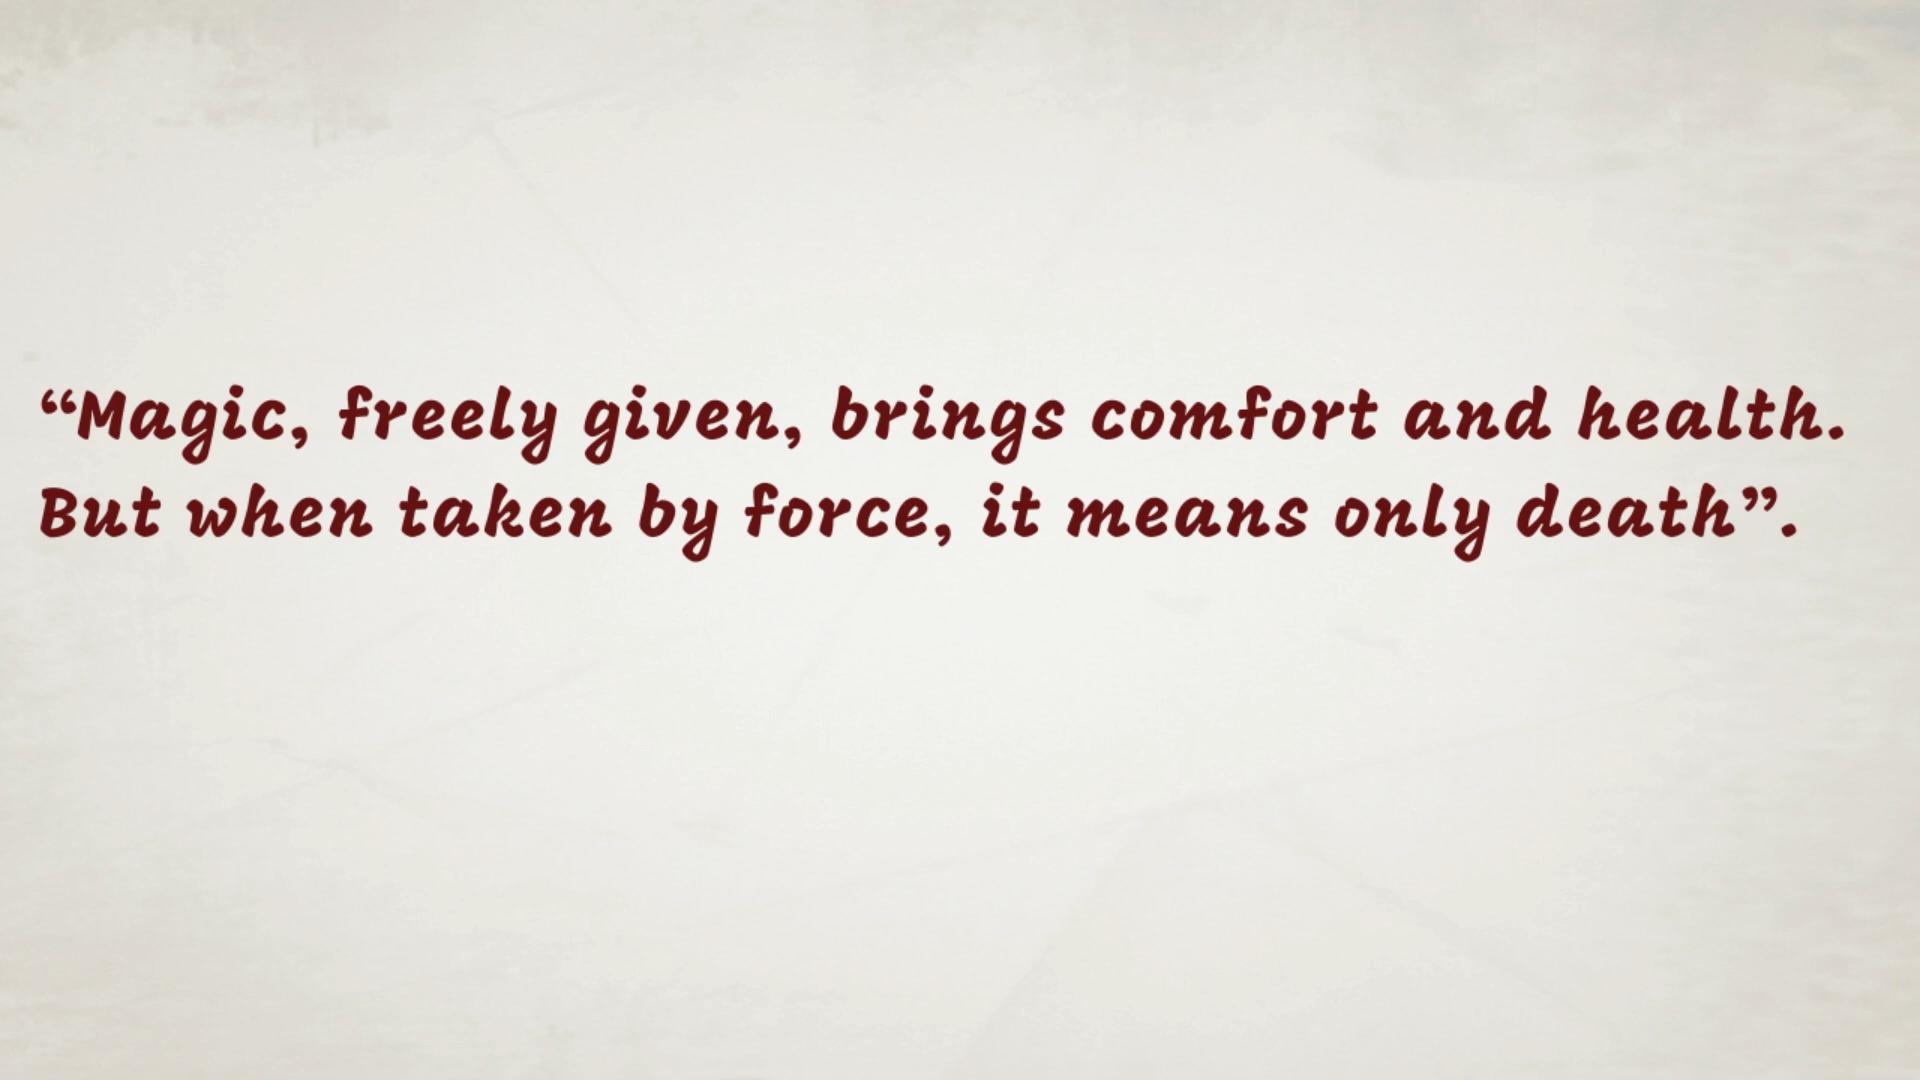 “Magic, freely given, brings comfort and health.
But when taken by force, it means only death”.